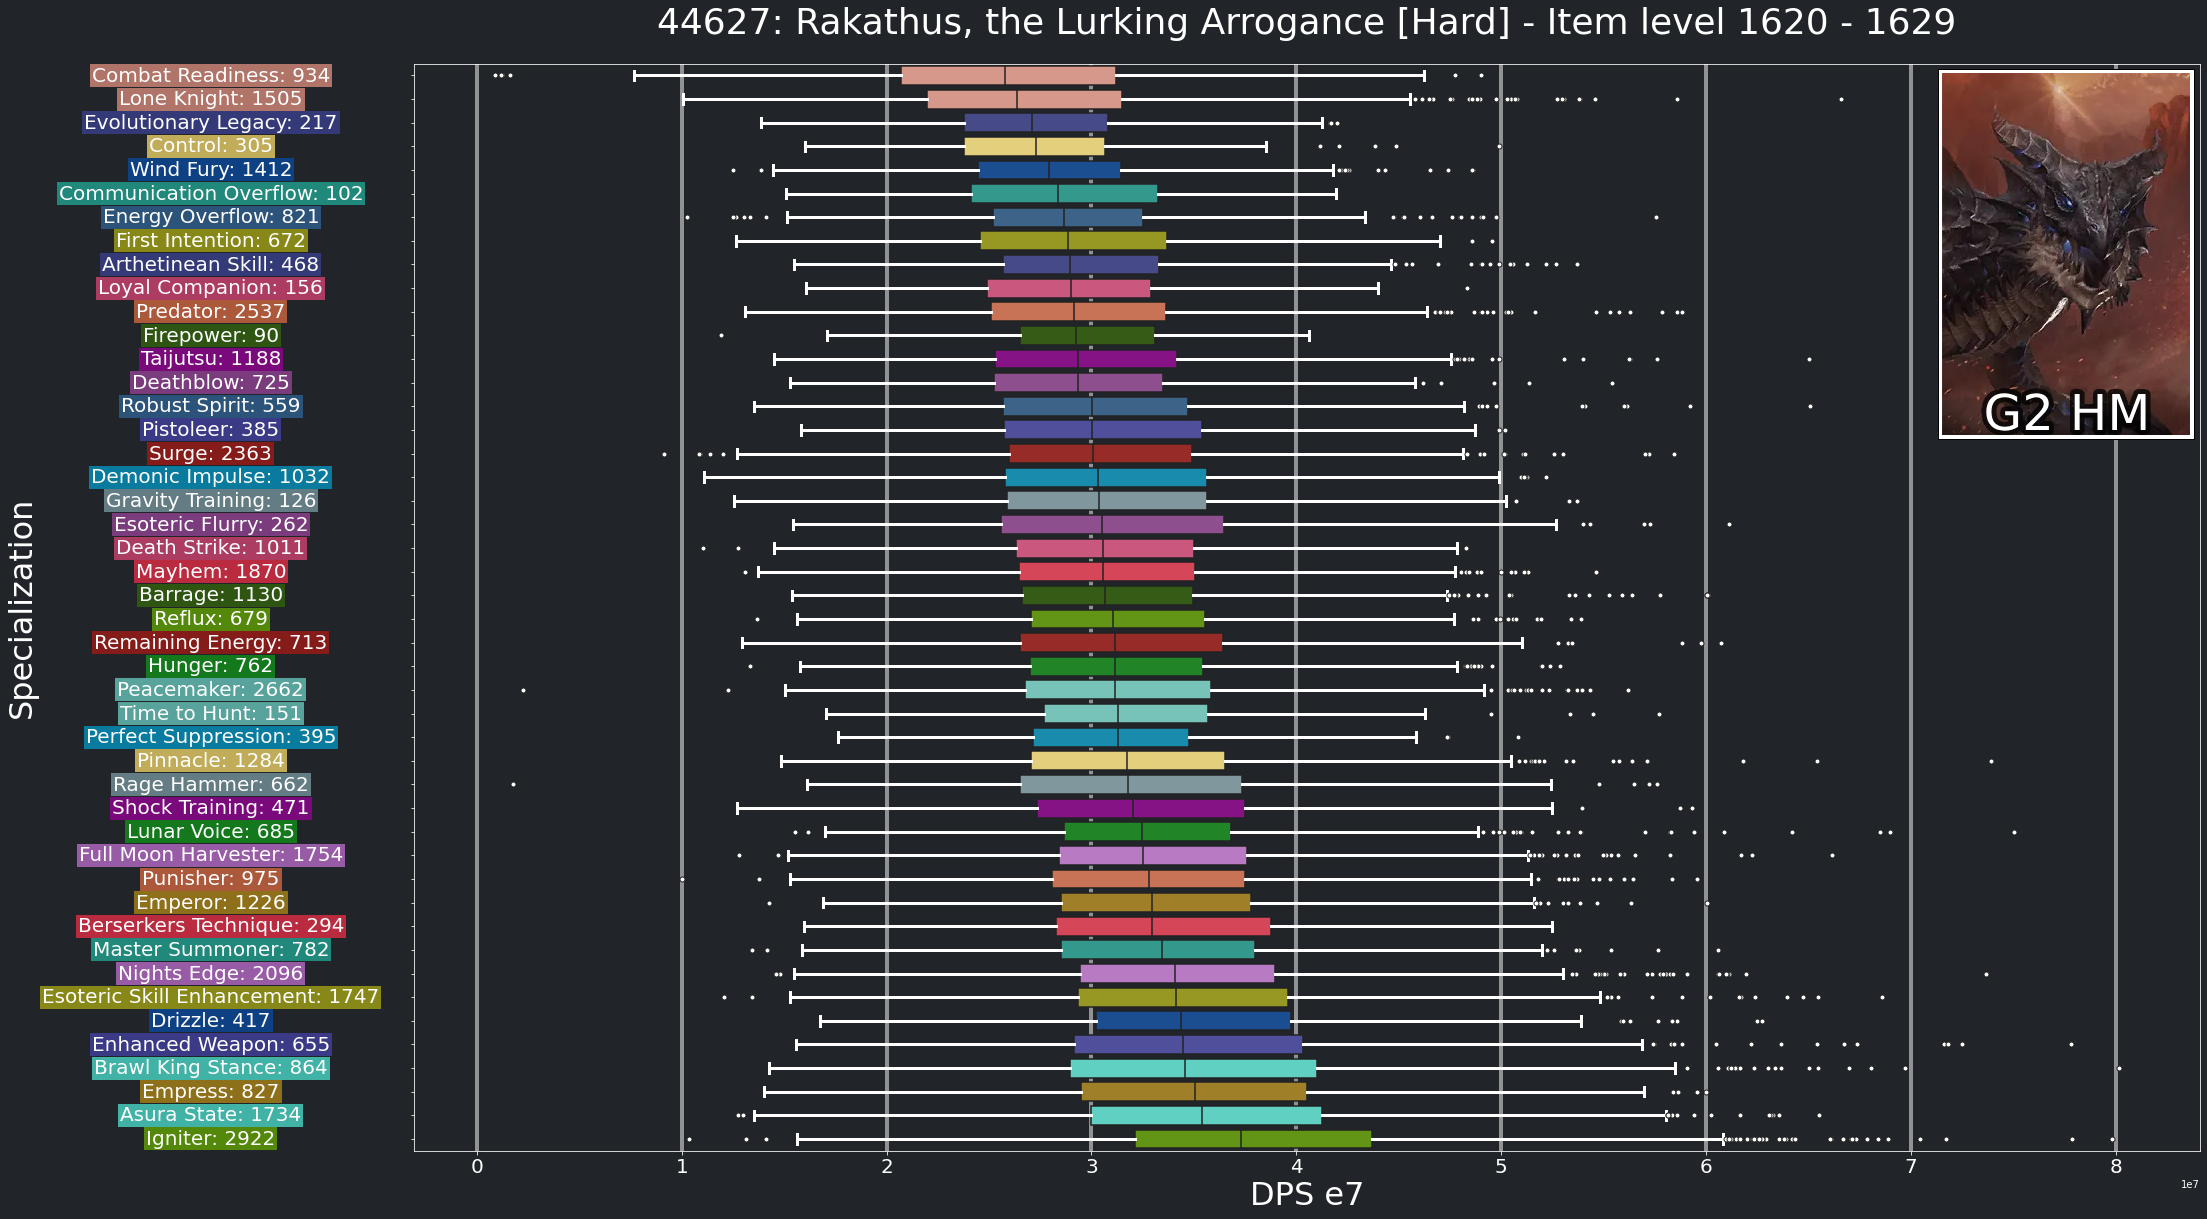 44627: Rakathus, the Lurking Arrogance [Hard] - Item level 1620 - 1629
Specialization
Combat Readiness: 934
Lone Knight: 1505
Evolutionary Legacy: 217
Control: 305
Wind Fury: 1412
Communication Overflow: 102
Energy Overflow: 821
First Intention: 672
Arthetinean Skill: 468
Loyal Companion: 156
Predator: 2537
Firepower: 90
Taijutsu: 1188
Deathblow: 725
Robust Spirit: 559
Pistoleer: 385
Surge: 2363
Demonic Impulse: 1032
Gravity Training: 126
Esoteric Flurry: 262
Death Strike: 1011
Mayhem: 1870
Barrage: 1130
Reflux: 679
Remaining Energy: 713
Hunger: 762
Peacemaker: 2662
Time to Hunt: 151
Perfect Suppression: 395
Pinnacle: 1284
Rage Hammer: 662
Shock Training: 471
Lunar Voice: 685
Full Moon Harvester: 1754
Punisher: 975
Emperor: 1226
Berserkers Technique: 294
Master Summoner: 782
Nights Edge: 2096
Esoteric Skill Enhancement: 1747
Drizzle: 417
Enhanced Weapon: 655
Brawl King Stance: 864
Empress: 827
Asura State: 1734
Igniter: 2922
G2 HM
0 1 2 3 4 5 6 7 8
DPS e7
1e7